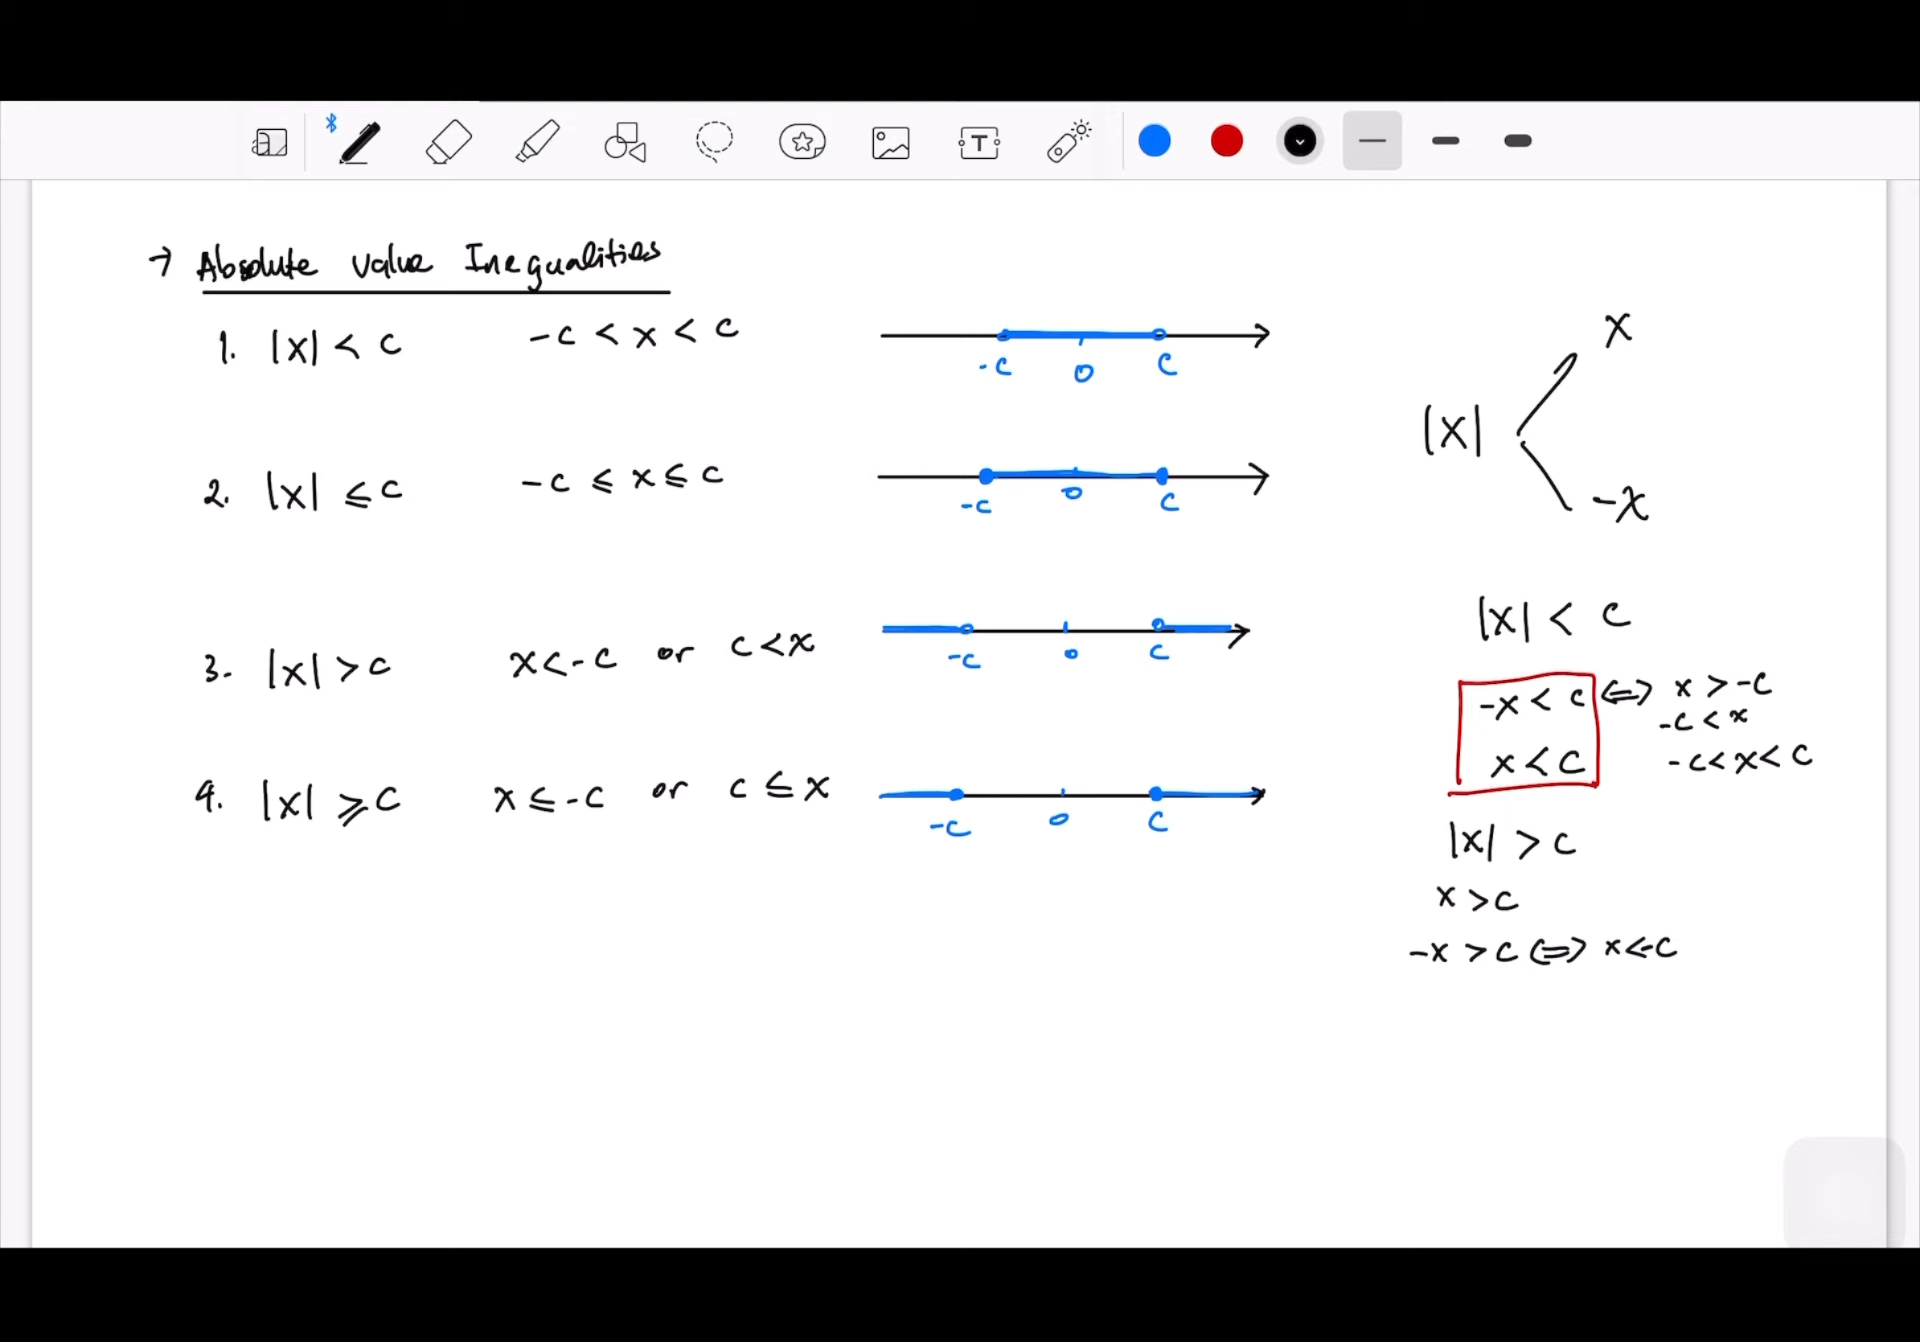 → Absolute value Inequalities
1. |x| < c    -c < x < c
-c    0    c
2. |x| ≤ c    -c ≤ x ≤ c
-c    0    c
3. |x| > c    x < -c or c < x
-c    0    c
4. |x| ≥ c    x ≤ -c or c ≤ x
-c    0    c
x
|x|
-x
|x| < c
-x < c ⟺ x > -c
-c < x
x < c    -c < x < c
|x| > c
x > c
-x > c ⟺ x < -c
T